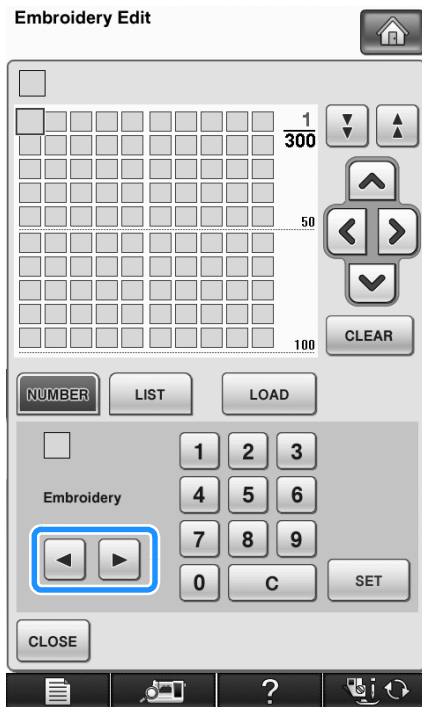 Embroidery Edit
1
300
50
100
CLEAR
NUMBER LIST LOAD
1 2 3
Embroidery 4 5 6
7 8 9
0 C SET
CLOSE
?